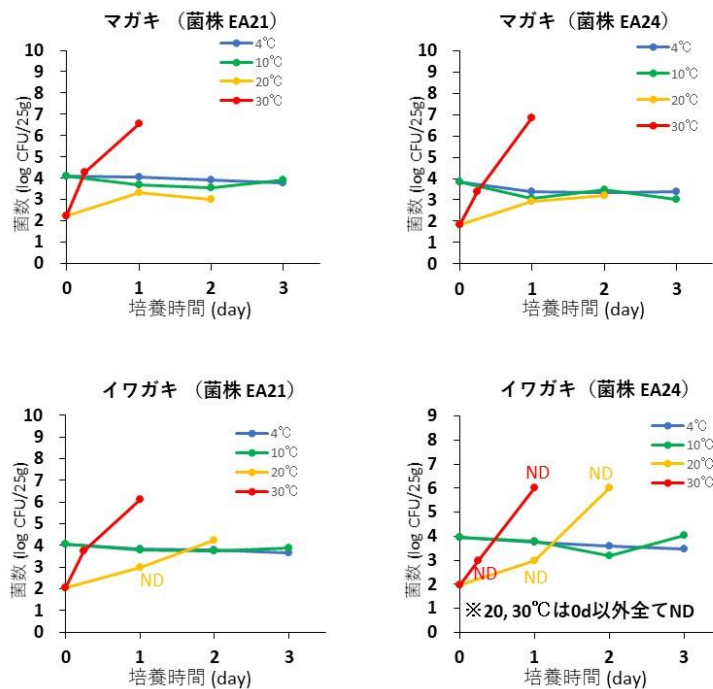 マガキ （菌株 EA21）
10
9
8
7
6
5
4
3
2
1
0
菌数 (log CFU/25g)
4℃
10℃
20℃
30℃
0 1 2 3
培養時間 (day)
マガキ （菌株 EA24）
10
9
8
7
6
5
4
3
2
1
0
菌数 (log CFU/25g)
4℃
10℃
20℃
30℃
0 1 2 3
培養時間 (day)
イワガキ （菌株 EA21）
10
9
8
7
6
5
4
3
2
1
0
菌数 (log CFU/25g)
4℃
10℃
20℃
30℃
ND
0 1 2 3
培養時間 (day)
イワガキ （菌株 EA24）
9
8
7
6
5
4
3
2
1
0
菌数 (log CFU/25g)
4℃
10℃
20℃
30℃
ND ND
ND ND
※20, 30℃は0d以外全てND
0 1 2 3
培養時間 (day)